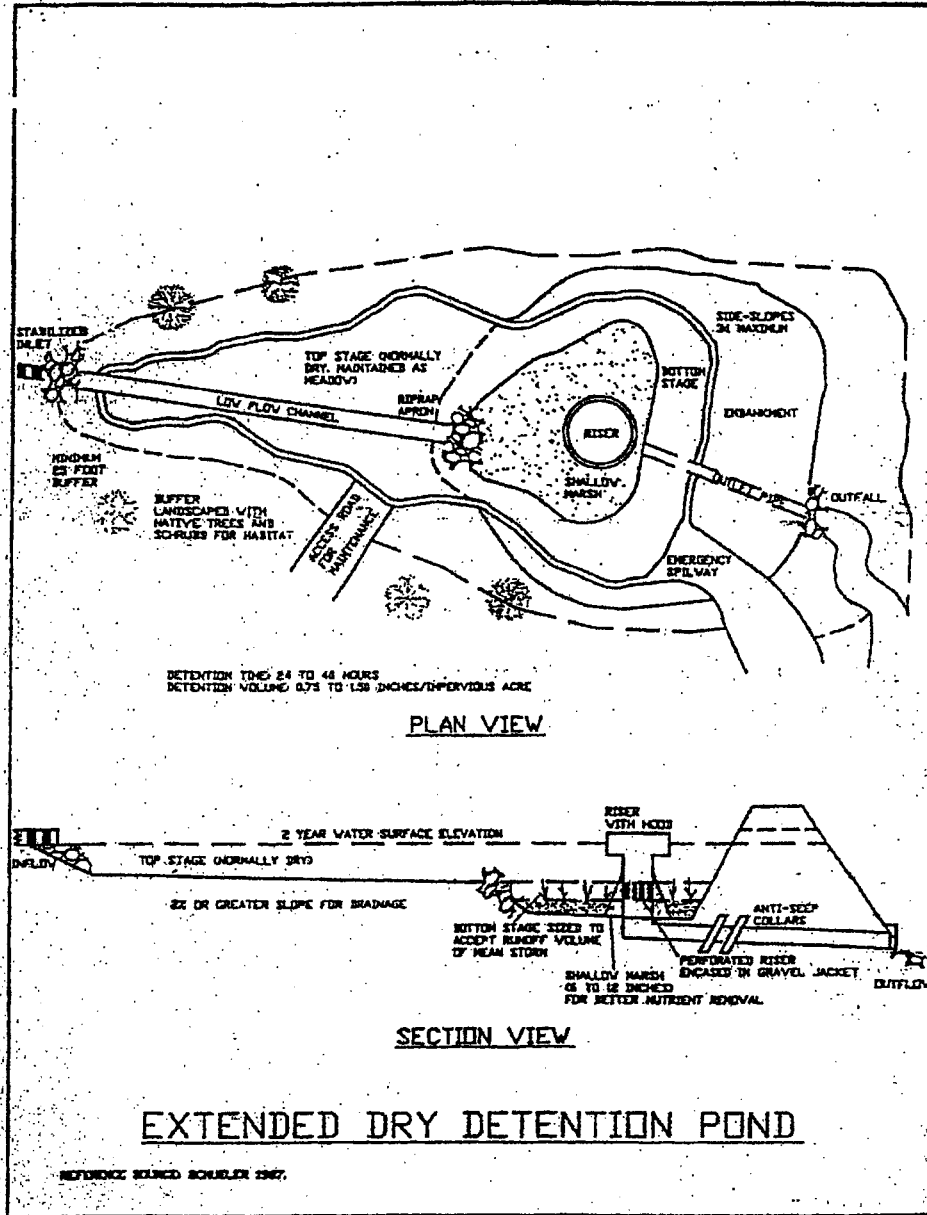 STABILIZED
INLET
TOP STAGE (NORMALLY
DRY, MAINTAINED AS
MEADOW)
RIPRAP
APRON
LOW FLOW CHANNEL
SIDE-SLOPES
MAXIMUM
BOTTOM
STAGE
EMBANKMENT
RISER
SHALLOW
MARSH
OUTLET PIPE
OUTFALL
MINIMUM
25 FOOT
BUFFER
BUFFER
LANDSCAPED WITH
NATIVE TREES AND
SCHRUBS FOR HABITAT
ACCESS ROAD
FOR
MAINTENANCE
EMERGENCY
SPILWAY
DETENTION TIME: 24 TO 48 HOURS
DETENTION VOLUME: 0.75 TO 1.50 INCHES/IMPERVIOUS ACRE
PLAN VIEW
RISER
WITH HOOD
2 YEAR WATER SURFACE ELEVATION
INFLOW
TOP STAGE (NORMALLY DRY)
OR GREATER SLOPE FOR DRAINAGE
ANTI-SEEP
COLLARS
BOTTOM STAGE SIZED TO
ACCEPT RUNOFF VOLUME
OF MEAN STORM
PERFORATED RISER
ENCASED IN GRAVEL JACKET
OUTFLOW
SHALLOW MARSH
(6 TO 12 INCHES)
FOR BETTER NUTRIENT REMOVAL
SECTION VIEW
EXTENDED DRY DETENTION POND
REFERENCE SOURCE: SCHUELER 1987.